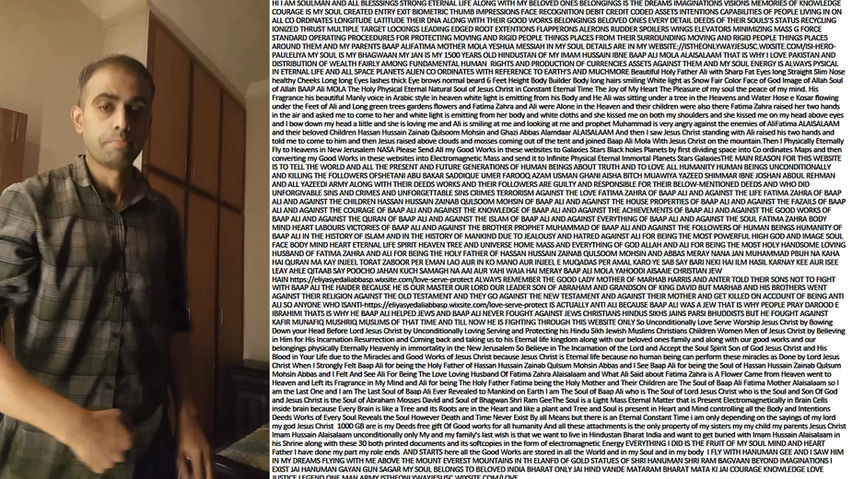 HI I AM SOULMAN AND ALL BLESSSINGS STRONG ETERNAL LIFE ALONG WITH MY BELOVED ONES BELONGINGS IS THE DREAMS IMAGINATIONS VISIONS MEMORIES OF KNOWLEDGE
COURAGE IS MY SOUL CREATED ENTRY EXIT BIOMETRIC THUMB IMPRESSIONS FACE RECOGNITION DEBIT CREDIT CODED ASSETS INTENTIONS CAPABILITIES OF PEOPLE LIVING IN ON
ALL CO ORDINATES LONGITUDE LATITUDE THEIR DNA ALONG WITH THEIR GOOD WORKS BELONGINGS BELOVED ONES EVERY DETAIL DEEDS OF THEIR SOULS'S STATUS RECYCLING
IONIZED THRUST MULTIPLE TARGET LOCKINGS LEADING EDGED ROOT EXTENTIONS FLAPPERONS ALERONS RUDDER SPOILERS WINGS ELEVATORS MINIMIZING MASS G FORCE
STANDARD OPERATING PROCEEDURES FOR PROTECTING MOVING AND RIGID PEOPLE THINGS PLACES FROM THEIR SURROUNDING MOVING AND RIGID PEOPLE THINGS PLACES
AROUND THEM AND MY PARENTS BAAP ALIFATIMA MOTHER MOLA YESHUA MESSIAH IN MY SOUL DETAILS ARE IN MY WEBSITE://ISTHEONLYWAYJESUSC.WIXSITE.COM/IS-HERO-
PAULEIYA MY SOUL IS MY BHAGWAN MY JAN IS MY 1500 YEARS OLD HINDUSTAN OF MY IMAM HUSSAIN IBNE BAAP ALI MOLA ALAISALAAM THAT IS WHY I LOVE PAKISTAN AND
DISTRIBUTION OF WEALTH FAIRLY AMONG FUNDAMENTAL HUMAN RIGHTS AND PRODUCTION OF CURRENCIES ASSETS AGAINST THEM AND MY SOUL ENERGY IS ALWAYS PYSICAL
IN ETERNAL LIFE AND ALL SPACE PLANETS ALIEN CO ORDINATES WITH REFERENCE TO EARTHS AND MUCHMORE Beautiful Holy Father Ali with Sharp Fat Eyes long Straight Slim Nose
healthy Cheeks Long long Eyes lashes thick Eye brows normal beard 6 Feet Height Body Builder Body long hairs smiling White light as Snow Fair Color Face of God Image of Allah Soul
of Allah BAAP Ali MOLA The Holy Physical Eternal Natural Soul of Jesus Christ in Constant Eternal Time The Joy of My Heart The Pleasure of my soul the peace of my mind. His
Fragrance his beautiful Manly voice in Arabic style in heaven white light is emitting from his Body and He Ali was sitting under a tree in the Heavens and Water Hose e Kosar flowing
under the Feet of Ali and Long green trees gardens flowers and Fatima Zahra and Ali were Alone in the Heaven and their children were also there Fatima Zahra raised her two hands
in the air and asked me to come to her and white light is emitting from her body and white cloths and she kissed me on both my shoulders and she kissed me on my head above eyes
and I bow down my head a little and she is loving me and Ali is smiling at me and looking at me and prophet Muhammad is very angry against the enemies of AliFatima ALAISALAAM
and their beloved Children Hassan Hussain Zainab Qulsoom Mohsin and Ghazi Abbas Alamdaar ALAISALAAM And then I saw Jesus Christ standing with Ali raised his two hands and
told me to come to him and then Jesus raised above clouds and mosses coming out of the tent and joined Baap Ali Mola With Jesus Christ on the mountain.Then I Physically Eternally
Fly to Heavens in New Jerusalem NASA Please Send All my Good Works in these websites to Galaxies Stars Black holes Planets by first dividing space into Co ordinates Maps and then
converting my Good Works in these websites into Electromagnetic Mass and send it to Infinite Physical Eternal Immortal Planets Stars GalaxiesTHE MAIN REASON FOR THIS WEBSITE
IS TO TELL THE WORLD AND ALL THE PRESENT AND FUTURE GENERATIONS OF HUMAN BEINGS ABOUT TRUTH AND TO LOVE ALL HUMANITY HUMAN BEINGS UNCONDITIONALLY
AND KILLING THE FOLLOWERS OFSHETANI ABU BAKAR SADDIQUE UMER FAROOQ AZAM USMAN GHANI AISHA BITCH MUAWIYA YAZEED SHIMMAR IBNE JOSHAN ABDUL REHMAN
AND ALL YAZEEDI ARMY ALONG WITH THEIR DEEDS WORKS AND THEIR FOLLOWERS ARE GUILTY AND RESPONSIBLE FOR THEIR BELOW-MENTIONED DEEDS AND WHO DID
UNFORGIVABLE SINS AND CRIMES AND UNFORGETTABLE SINS CRIMES TERRORISM AGAINST THE LOVE FATIMA ZAHRA OF BAAP ALI AND AGAINST THE LIFE FATIMA ZAHRA OF BAAP
ALI AND AGAINST THE CHILDREN HASSAN HUSSAIN ZAINAB QULSOOM MOHSIN OF BAAP ALI AND AGAINST THE HOUSE PROPERTIES OF BAAP ALI AND AGAINST THE FAZAILS OF BAAP
ALI AND AGAINST THE COURAGE OF BAAP ALI AND AGAINST THE KNOWLEDGE OF BAAP ALI AND AGAINST THE ACHIEVEMENTS OF BAAP ALI AND AGAINST THE GOOD WORKS OF
BAAP ALI AND AGAINST THE QURAN OF BAAP ALI AND AGAINST THE ISLAM OF BAAP ALI AND AGAINST EVERYTHING OF BAAP ALI AND AGAINST THE SOUL FATIMA ZAHRA BODY
MIND HEART LABOURS VICTORIES OF BAAP ALI AND AGAINST THE BROTHER PROPHET MUHAMMAD OF BAAP ALI AND AGAINST THE FOLLOWERS OF HUMAN BEINGS HUMANITY OF
BAAP ALI IN THE HISTORY OF ISLAM AND IN THE HISTORY OF MANKIND DUE TO JEALOUSY AND HATRED AGAINST ALI FOR BEING THE MOST POWERFUL HIGH GOD AND IMAGE SOUL
FACE BODY MIND HEART ETERNAL LIFE SPIRIT HEAVEN TREE AND UNIVERSE HOME MASS AND EVERYTHING OF GOD ALLAH AND ALI FOR BEING THE MOST HOLY HANDSOME LOVING
HUSBAND OF FATIMA ZAHRA AND ALI FOR BEING THE HOLY FATHER OF HASSAN HUSSAIN ZAINAB QULSOOM MOHSIN AND ABBAS MERAY NANA JAN MUHAMMAD PBUH NA KAHA
HAI QURAN MA KAY INJEEL TORAT ZABOOR PER EMAN LAO AUR IN KO MANO AUR INJEEL E MUQADAS PER AMAL KARO YE SAB SAY BARI NEKI HAI ILM HASIL KARNAY KEE AUR ISEE
LEAY AHLE QITAAB SAY POOCHO JAHAN KUCH SAMAGH NA AAI AUR YAHI WAJA HAI MERAY BAAP ALI MOLA YAHOODI AISAAIE CHRISTIAN JEW
HAIN https://eliyasyedaliabbasp.wixsite.com/love-serve-protect ALWAYS REMEMBER THE GOOD LADY MOTHER OF MARHAB HARRIS AND ANTER TOLD THEIR SONS NOT TO FIGHT
WITH BAAP ALI THE HAIDER BECAUSE HE IS OUR MASTER OUR LORD OUR LEADER SON OF ABRAHAM AND GRANDSON OF KING DAVID BUT MARHAB AND HIS BROTHERS WENT
AGAINST THEIR RELIGION AGAINST THE OLD TESTAMENT AND THEY GO AGAINST THE NEW TESTAMENT AND AGAINST THEIR MOTHER AND GET KILLED ON ACCOUNT OF BEING ANTI
ALI SO ANYONE WHO ISANTI-https://eliyasyedaliabbasp.wixsite.com/love-serve-protect IS ACTUALLY ANTI ALI BECAUSE BAAP ALI WAS A JEW THAT IS WHY PEOPLE PRAY DAROOD E
IBRAHIMI THATS IS WHY HE BAAP ALI HELPED JEWS AND BAAP ALI NEVER FOUGHT AGAINST JEWS CHRISTIANS HINDUS SIKHS JAINS PARSI BHUDDISTS BUT HE FOUGHT AGAINST
KAFIR MUNAFIQ MUSHRIQ MUSLIMS OF THAT TIME AND TILL NOW HE IS FIGHTING THROUGH THIS WEBSITE ONLY So Unconditionally Love Serve Worship Jesus Christ by Bowing
Down your Head Before Lord Jesus Christ by Unconditionally Loving Serving and Protecting his Hindu Sikh Jewish Muslims Christians Children Women Men of Jesus Christ by Believing
in Him for His Incarnation Resurrection and Coming back and taking us to his Eternal life kingdom along with our beloved ones family and along with our good works and our
belongings physically Eternally Heavenly in immortality in the New Jerusalem So Believe in The Incarnation of the Lord and Accept the Soul Spirit Son of God Jesus Christ and His
Blood in Your Life due to the Miracles and Good Works of Jesus Christ because Jesus Christ is Eternal life because no human being can perform these miracles as Done by Lord Jesus
Christ When I Strongly Felt Baap Ali for being the Holy Father of Hassan Hussain Zainab Qulsum Mohsin Abbas and I See Baap Ali for being the Soul of Hassan Hussain Zainab Qulsum
Mohsin Abbas and I Felt And See Ali For Being The Love Loving Husband Of Fatima Zahra Alaisalaam and What Ali Said about Fatima Zahra is A Flower Came from Heaven went to
Heaven and Left its Fragrance in My Mind and Ali for being The Holy Father Fatima being the Holy Mother and Their Children are The Soul of Baap Ali Fatima Mother Alaisalaam so I
am the Last One and I am The Last Soul of Baap Ali Ever Revealed to Mankind on Earth I am The Soul of Baap Ali who is The Soul of Lord Jesus Christ who is the Soul and Son Of God
and Jesus Christ is the Soul of Abraham Moses David and Soul of Bhagwan Shri Ram GeeThe Soul is a Light Mass Eternal Matter that is Present Electromagnetically in Brain Cells
inside brain because Every Brain is like a Tree and its Roots are in the Heart and like a plant and Tree and Soul is present in Heart and Mind controlling all the Body and Intentions
Deeds Works of Every Soul Reveals the Soul However Death and Time Never Exist By all Means but there is an Eternal Constant Time I am only depending on the sayings of my lord
my god Jesus Christ 1000 GB are is my Deeds free gift Of Good works for all humanity And all these attachments is the only property of my sisters my my child my parents Jesus Christ
Imam Hussain Alaisalaam unconditionally only My and my Family's last wish is that we want to live in Hindustan Bharat India and want to get buried with Imam Hussain Alaisalaam in
his Shrine along with these 30 both printed documents and its softcopies in the form of electromagnetic Energy EVERYTHING I DID IS THE FRUIT OF MY SOUL MIND AND HEART
Father I have done my part my role ends AND STARTS here all the Good Works are stored in all the World and in my Soul and in my body I FLY WITH HANUMAN GEE AND I SAW HIM
IN MY DREAMS FLYING WITH ME ABOVE THE MOUNT EVEREST MOUNTAINS IN TH ELANFD OF GOLD STATUES OF SHRI HANUMAN SHRI RAM BAGVAAN BEYOND IMAGINATIONS I
EXIST JAI HANUMAN GAYAN GUN SAGAR MY SOUL BELONGS TO BELOVED INDIA BHARAT ONLY JAI HIND VANDE MATARAM BHARAT MATA KI JAI COURAGE KNOWLEDGE LOVE
JUSTICE LEGEND ONE MAN ARMY ISTHEONLYWAYJESUSC.WIXSITE.COM/LOVE